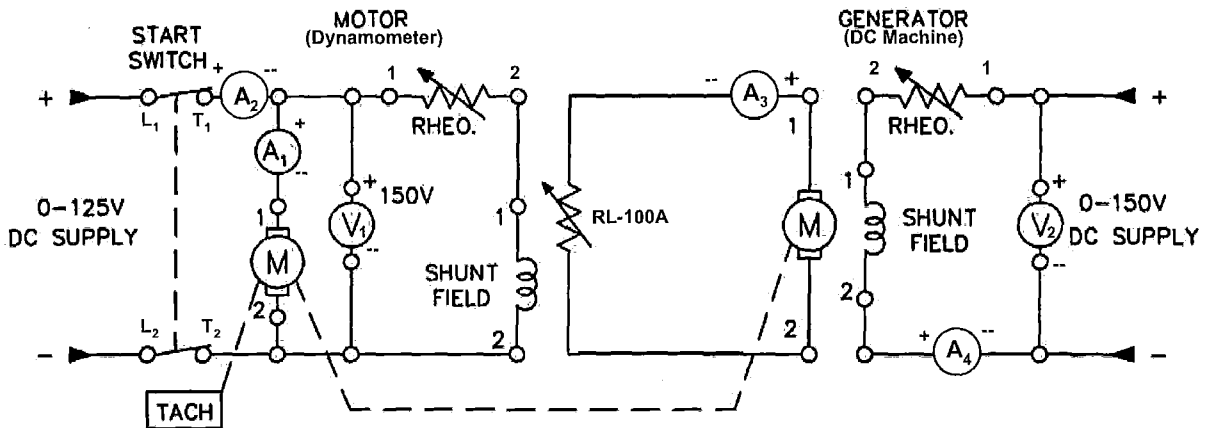 MOTOR
(Dynamometer)
GENERATOR
(DC Machine)
START
SWITCH
+ -- A2
1 2
RHEO.
-- A3 +
2 1
RHEO.
+ L1 T1
+ A1 --
1
+
1
1
0-125V
DC SUPPLY
1
M
2
150V
+ V1 --
1
SHUNT
FIELD
2
RL-100A
M
2
SHUNT
FIELD
2
+ V2 --
0-150V
DC SUPPLY
- L2 T2
+ A4 --
-
TACH